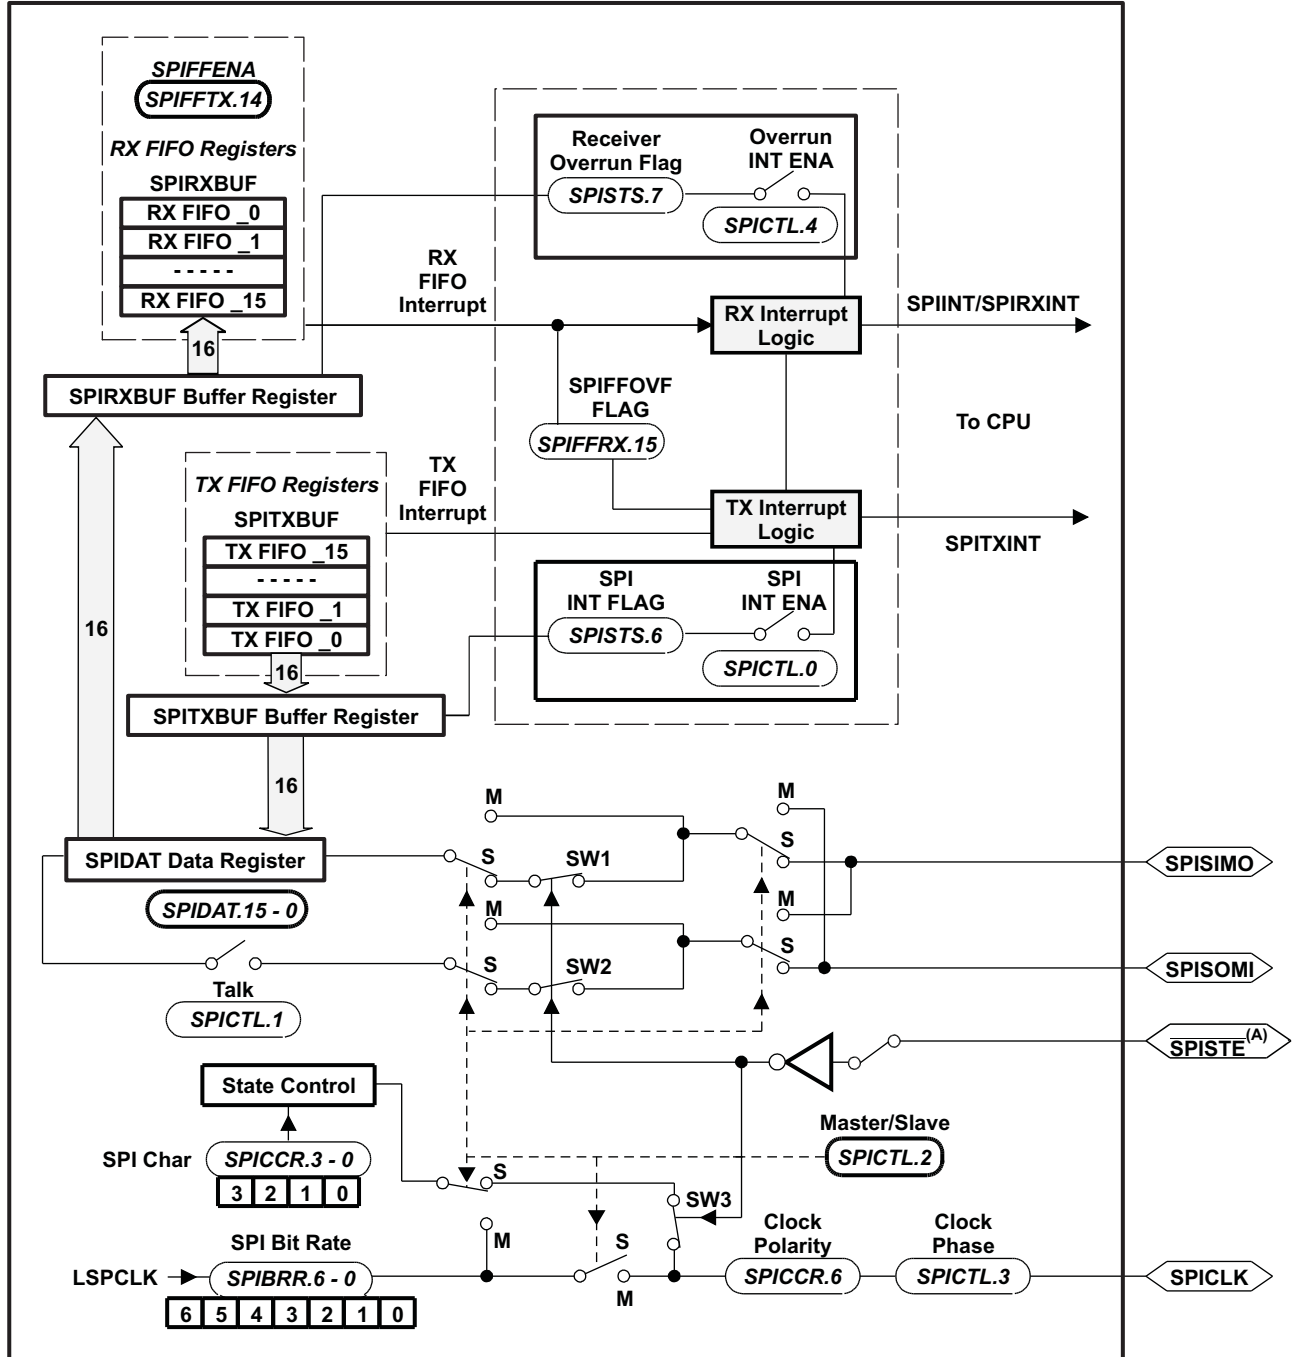 SPIFFENA
SPIFFTX.14
RX FIFO Registers
SPIRXBUF
RX FIFO _0
RX FIFO _1
- - - - -
RX FIFO _15
16
SPIRXBUF Buffer Register
Receiver
Overrun Flag
SPISTS.7
Overrun
INT ENA
SPICTL.4
RX
FIFO
Interrupt
RX Interrupt
Logic
SPIINT/SPIRXINT
SPIFFOVF
FLAG
SPIFFRX.15
To CPU
TX FIFO Registers
SPITXBUF
TX FIFO _15
- - - - -
TX FIFO _1
TX FIFO _0
16
16
TX
FIFO
Interrupt
TX Interrupt
Logic
SPITXINT
SPI
INT FLAG
SPISTS.6
SPI
INT ENA
SPICTL.0
SPITXBUF Buffer Register
16
SPIDAT Data Register
SPIDAT.15 - 0
M
S
SW1
M
S
SPISIMO
M
S
SW2
M
S
SPISOMI
Talk
SPICTL.1
SPISTE(A)
State Control
Master/Slave
SPICTL.2
SPI Char
SPICCR.3 - 0
3 2 1 0
S
M
SW3
SPI Bit Rate
LSPCLK
SPIBRR.6 - 0
6 5 4 3 2 1 0
S
M
Clock
Polarity
SPICCR.6
Clock
Phase
SPICTL.3
SPICLK